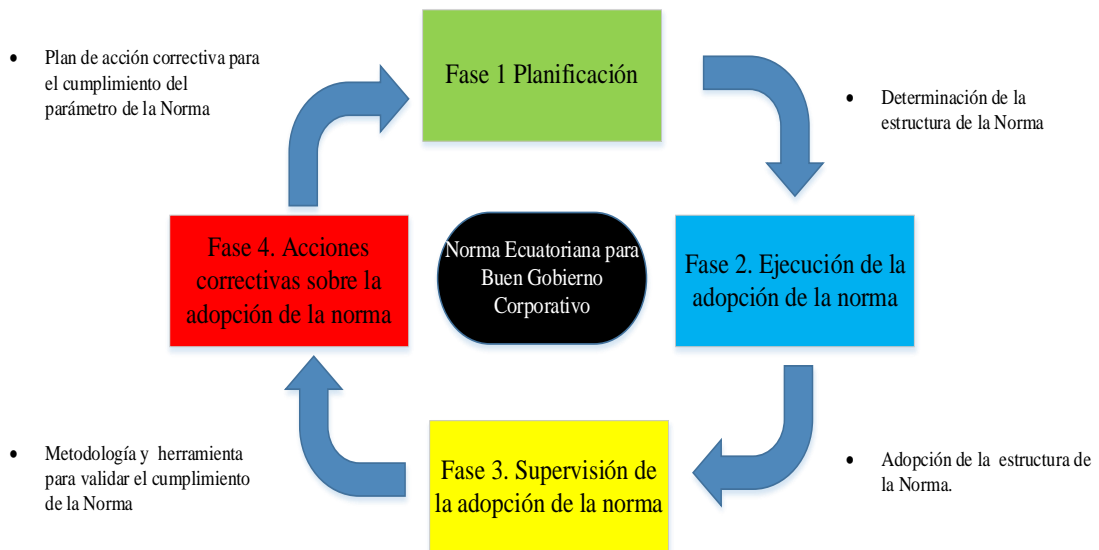 • Plan de acción correctiva para
el cumplimiento del
parámetro de la Norma
Fase 1 Planificación
• Determinación de la
estructura de la Norma
Fase 4. Acciones
correctivas sobre la
adopción de la norma
Norma Ecuatoriana para
Buen Gobierno
Corporativo
Fase 2. Ejecución de la
adopción de la norma
• Metodología y herramienta
para validar el cumplimiento
de la Norma
Fase 3. Supervisión de
la adopción de la norma
• Adopción de la estructura de
la Norma.